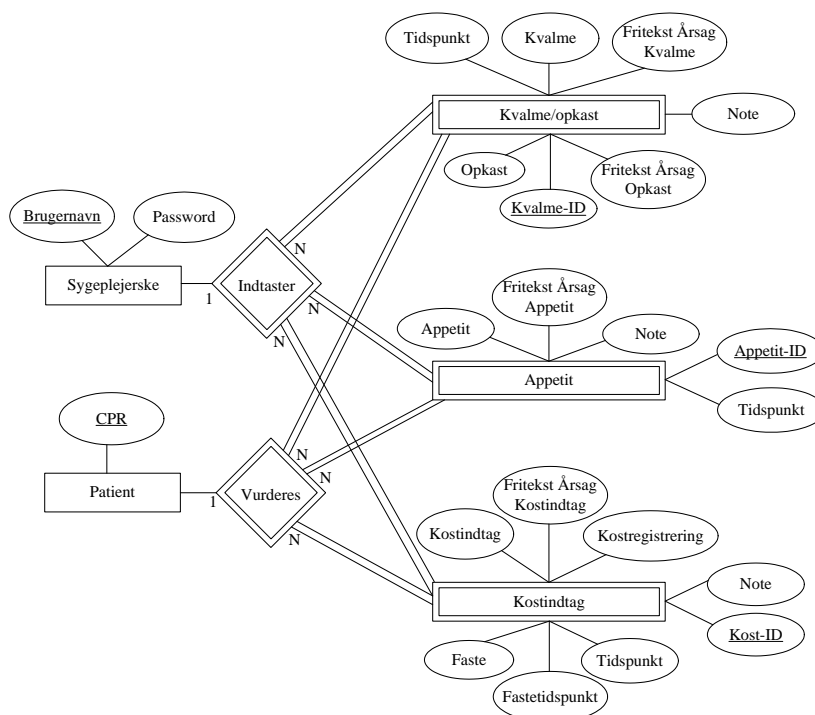 Tidspunkt
Kvalme
Fritekst Årsag
Kvalme
Kvalme/opkast
Note
Opkast
Fritekst Årsag
Opkast
Kvalme-ID
Brugernavn
Password
Sygeplejerske
1
Indtaster
N
N
N
Fritekst Årsag
Appetit
Appetit
Note
Appetit-ID
Appetit
Tidspunkt
CPR
Patient
1
Vurderes
N
N
N
Fritekst Årsag
Kostindtag
Kostindtag
Kostregistrering
Note
Kostindtag
Kost-ID
Faste
Tidspunkt
Fastetidspunkt